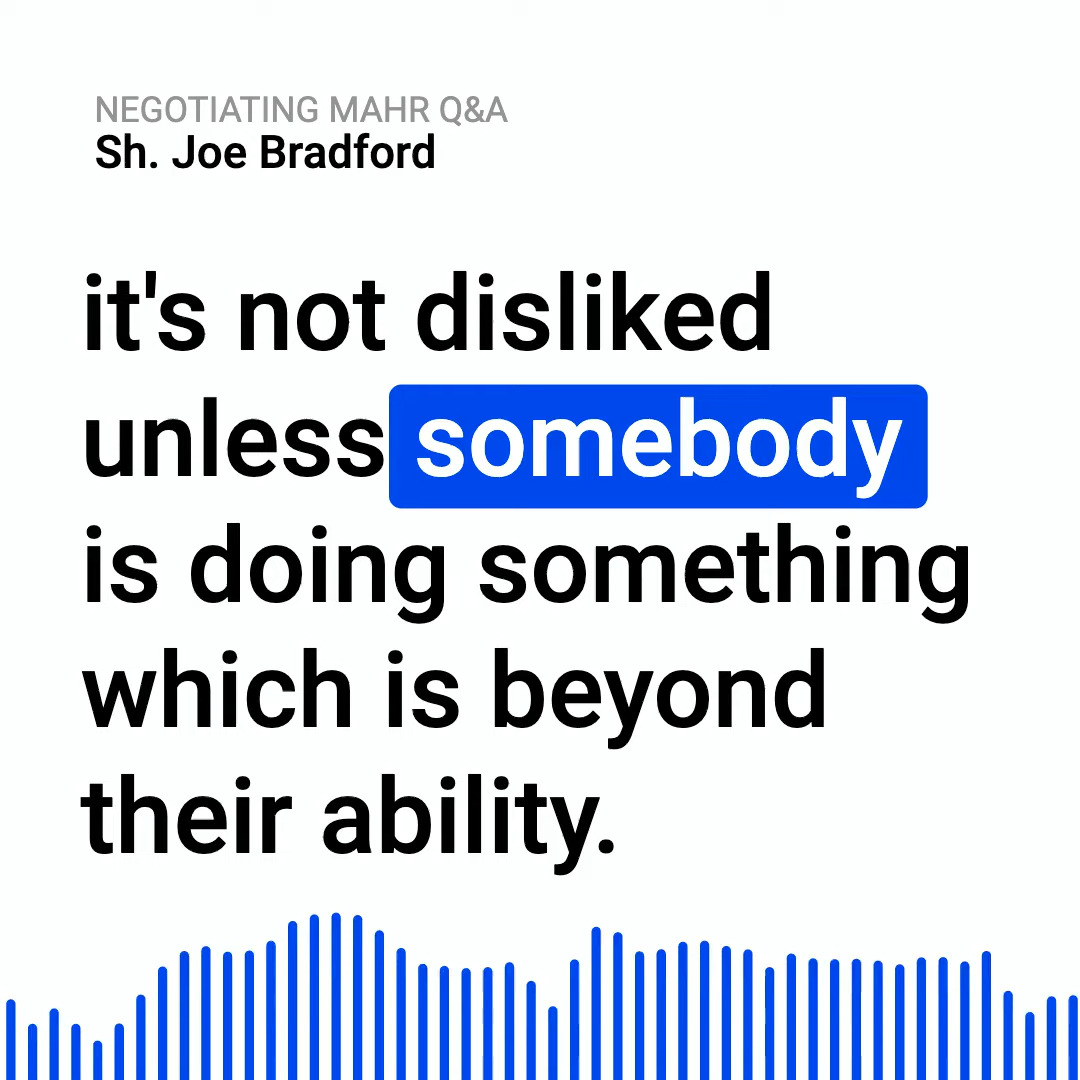 NEGOTIATING MAHR Q&A
Sh. Joe Bradford
it's not disliked
unless somebody
is doing something
which is beyond
their ability.